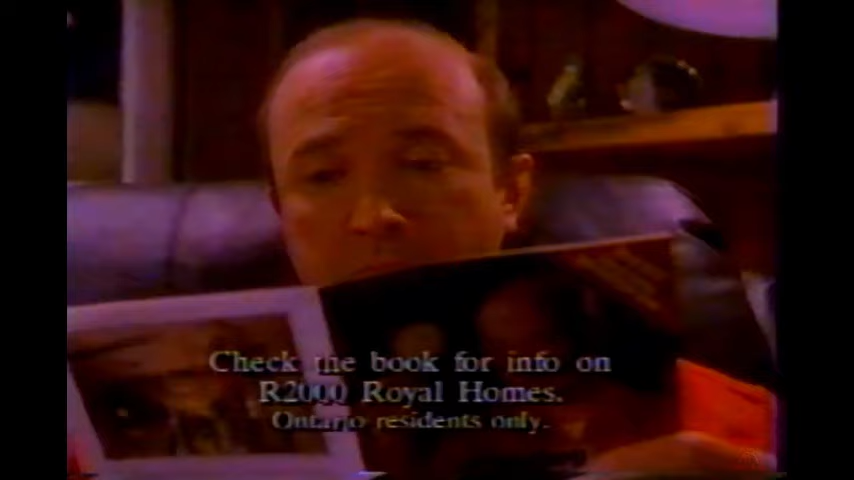 Check the book for info on
R2000 Royal Homes.
Ontario residents only.